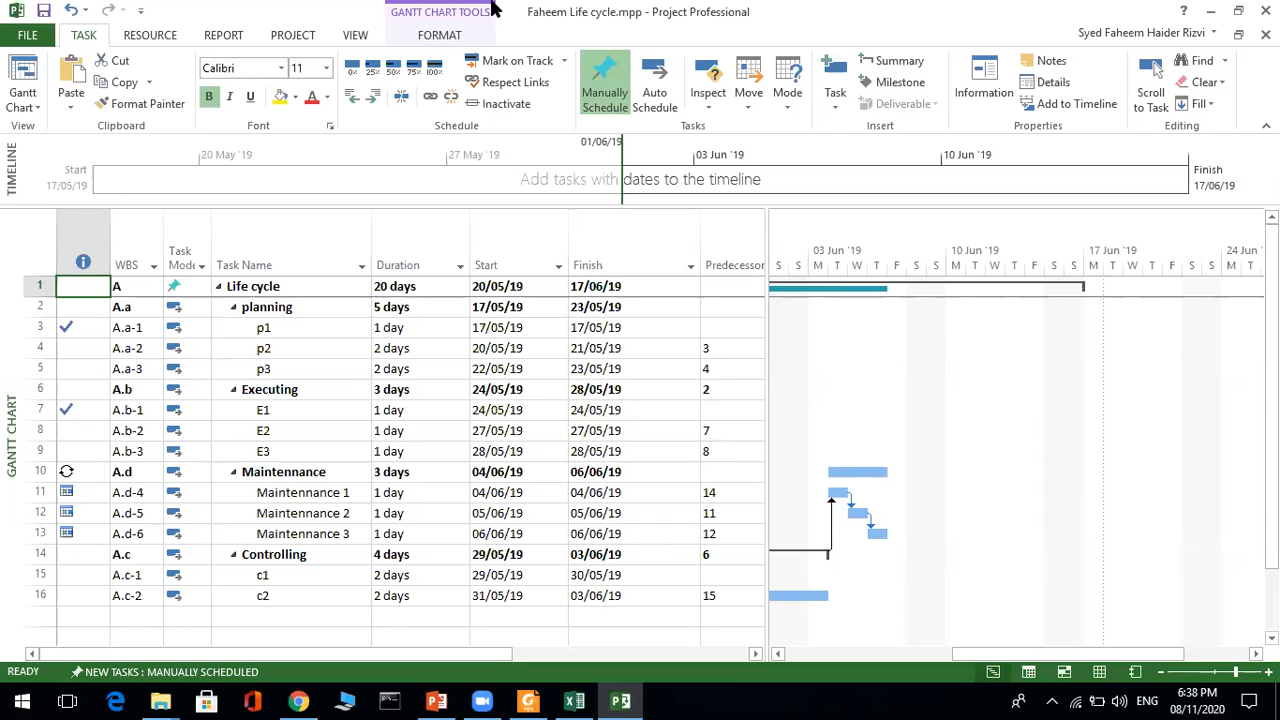 GANTT CHART TOOLS
Faheem Life cycle.mpp - Project Professional
FILE TASK RESOURCE REPORT PROJECT VIEW FORMAT
Syed Faheem Haider Rizvi
Gantt Chart
View
Paste
Cut
Copy
Format Painter
Clipboard
Calibri 11
B I U A
Font
0% 25% 50% 75% 100%
Mark on Track
Respect Links
Inactivate
Schedule
Manually Schedule
Auto Schedule
Inspect
Move
Mode
Tasks
Task
Summary
Milestone
Deliverable
Insert
Information
Notes
Details
Add to Timeline
Properties
Scroll to Task
Find
Clear
Fill
Editing
TIMELINE
01/06/19
20 May '19 27 May '19 03 Jun '19 10 Jun '19
Start
17/05/19
Add tasks with dates to the timeline
Finish
17/06/19
GANTT CHART
WBS Task Mode Task Name Duration Start Finish Predecessor
1 A Life cycle 20 days 20/05/19 17/06/19
2 A.a planning 5 days 17/05/19 23/05/19
3 A.a-1 p1 1 day 17/05/19 17/05/19
4 A.a-2 p2 2 days 20/05/19 21/05/19 3
5 A.a-3 p3 2 days 22/05/19 23/05/19 4
6 A.b Executing 3 days 24/05/19 28/05/19 2
7 A.b-1 E1 1 day 24/05/19 24/05/19
8 A.b-2 E2 1 day 27/05/19 27/05/19 7
9 A.b-3 E3 1 day 28/05/19 28/05/19 8
10 A.d Maintennance 3 days 04/06/19 06/06/19
11 A.d-4 Maintennance 1 1 day 04/06/19 04/06/19 14
12 A.d-5 Maintennance 2 1 day 05/06/19 05/06/19 11
13 A.d-6 Maintennance 3 1 day 06/06/19 06/06/19 12
14 A.c Controlling 4 days 29/05/19 03/06/19 6
15 A.c-1 c1 2 days 29/05/19 30/05/19
16 A.c-2 c2 2 days 31/05/19 03/06/19 15
03 Jun '19 10 Jun '19 17 Jun '19 24 Jun '
S S M T W T F S S M T W T F S S M T W T F S S M T
READY NEW TASKS : MANUALLY SCHEDULED
ENG
6:38 PM
08/11/2020